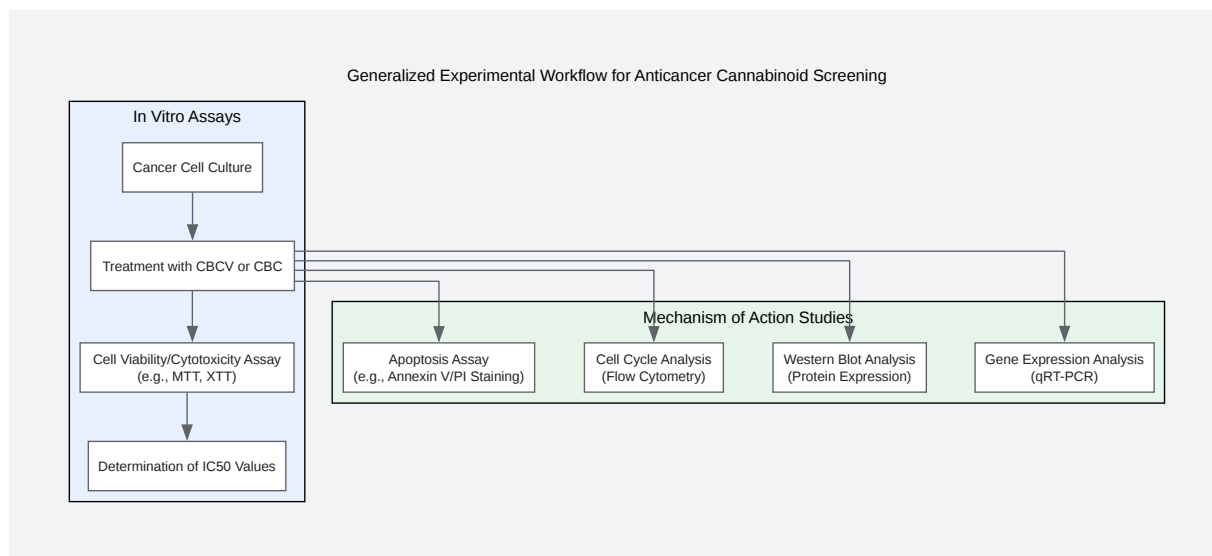 Generalized Experimental Workflow for Anticancer Cannabinoid Screening
In Vitro Assays
Cancer Cell Culture
Treatment with CBCV or CBC
Cell Viability/Cytotoxicity Assay
(e.g., MTT, XTT)
Determination of IC50 Values
Mechanism of Action Studies
Apoptosis Assay
(e.g., Annexin V/PI Staining)
Cell Cycle Analysis
(Flow Cytometry)
Western Blot Analysis
(Protein Expression)
Gene Expression Analysis
(qRT-PCR)